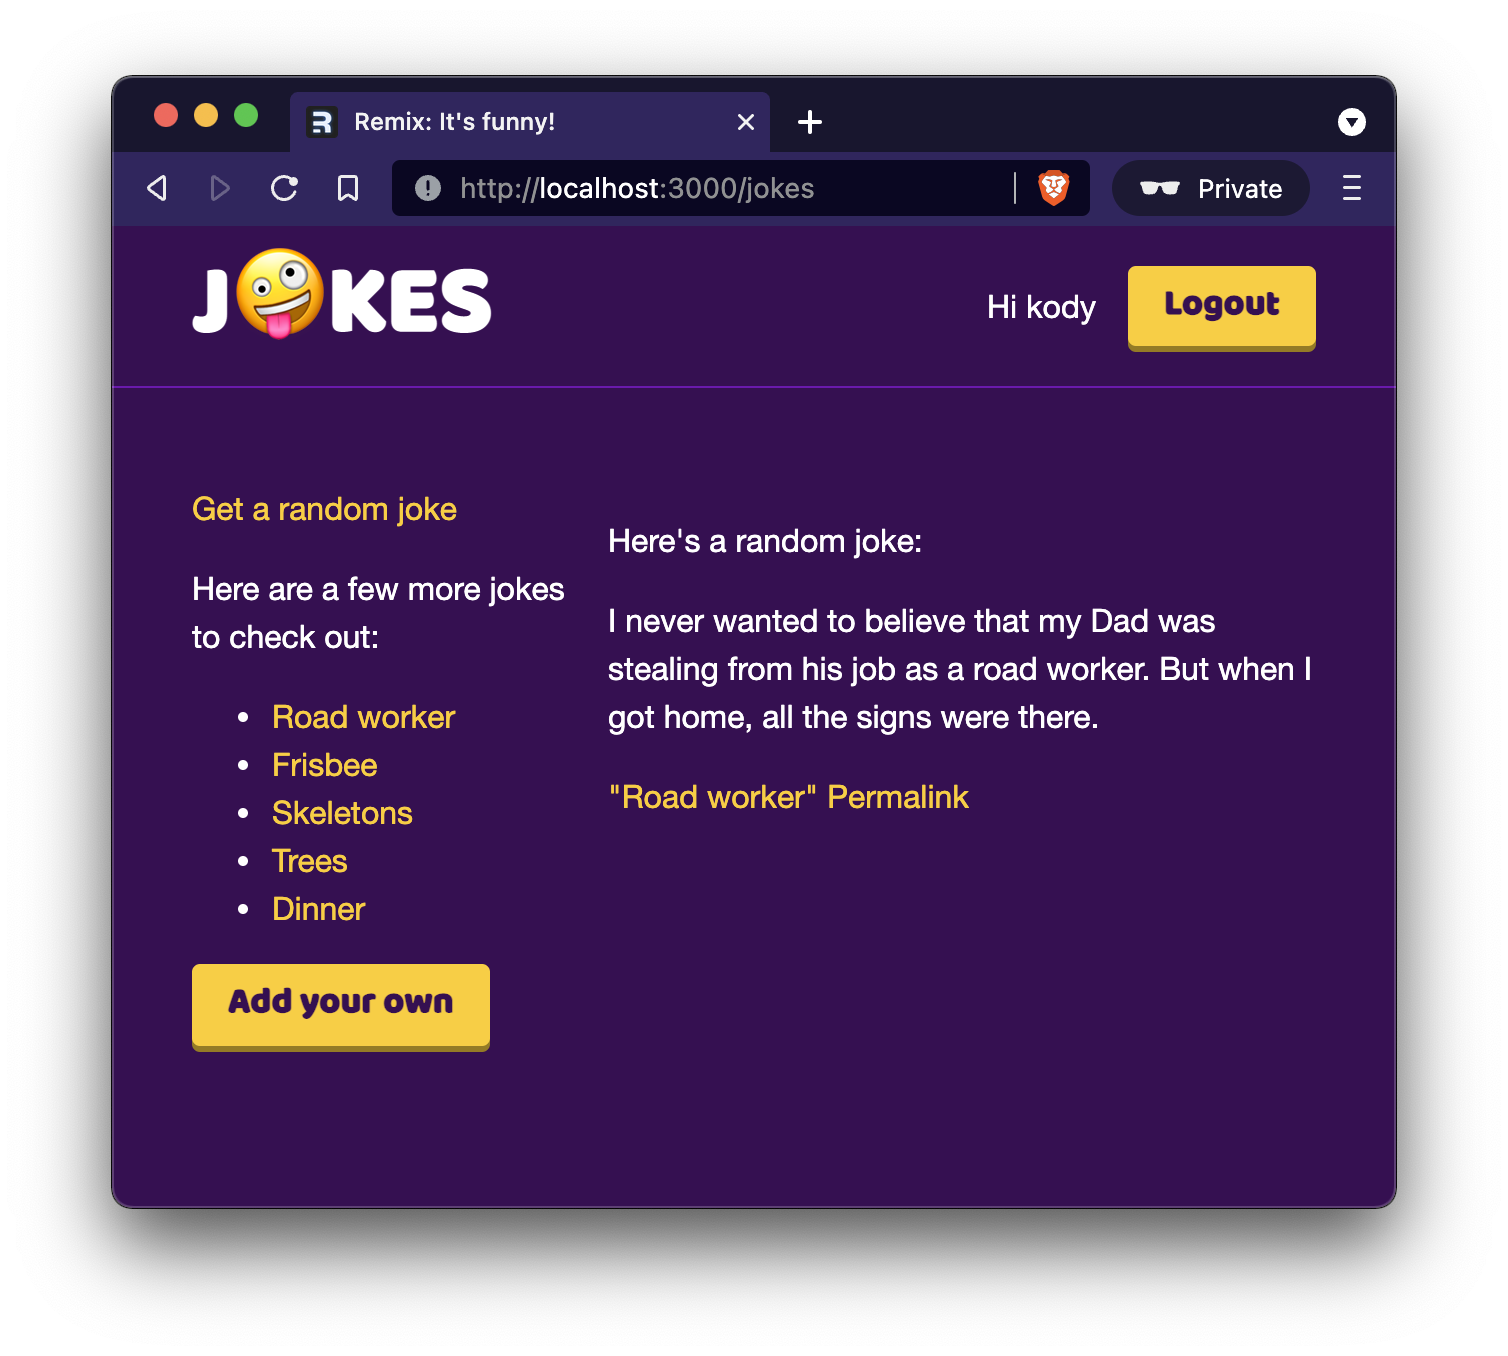 Remix: It's funny!
http://localhost:3000/jokes
Private
J🤪KES
Hi kody
Logout
Get a random joke
Here are a few more jokes
to check out:
Road worker
Frisbee
Skeletons
Trees
Dinner
Add your own
Here's a random joke:
I never wanted to believe that my Dad was
stealing from his job as a road worker. But when I
got home, all the signs were there.
"Road worker" Permalink